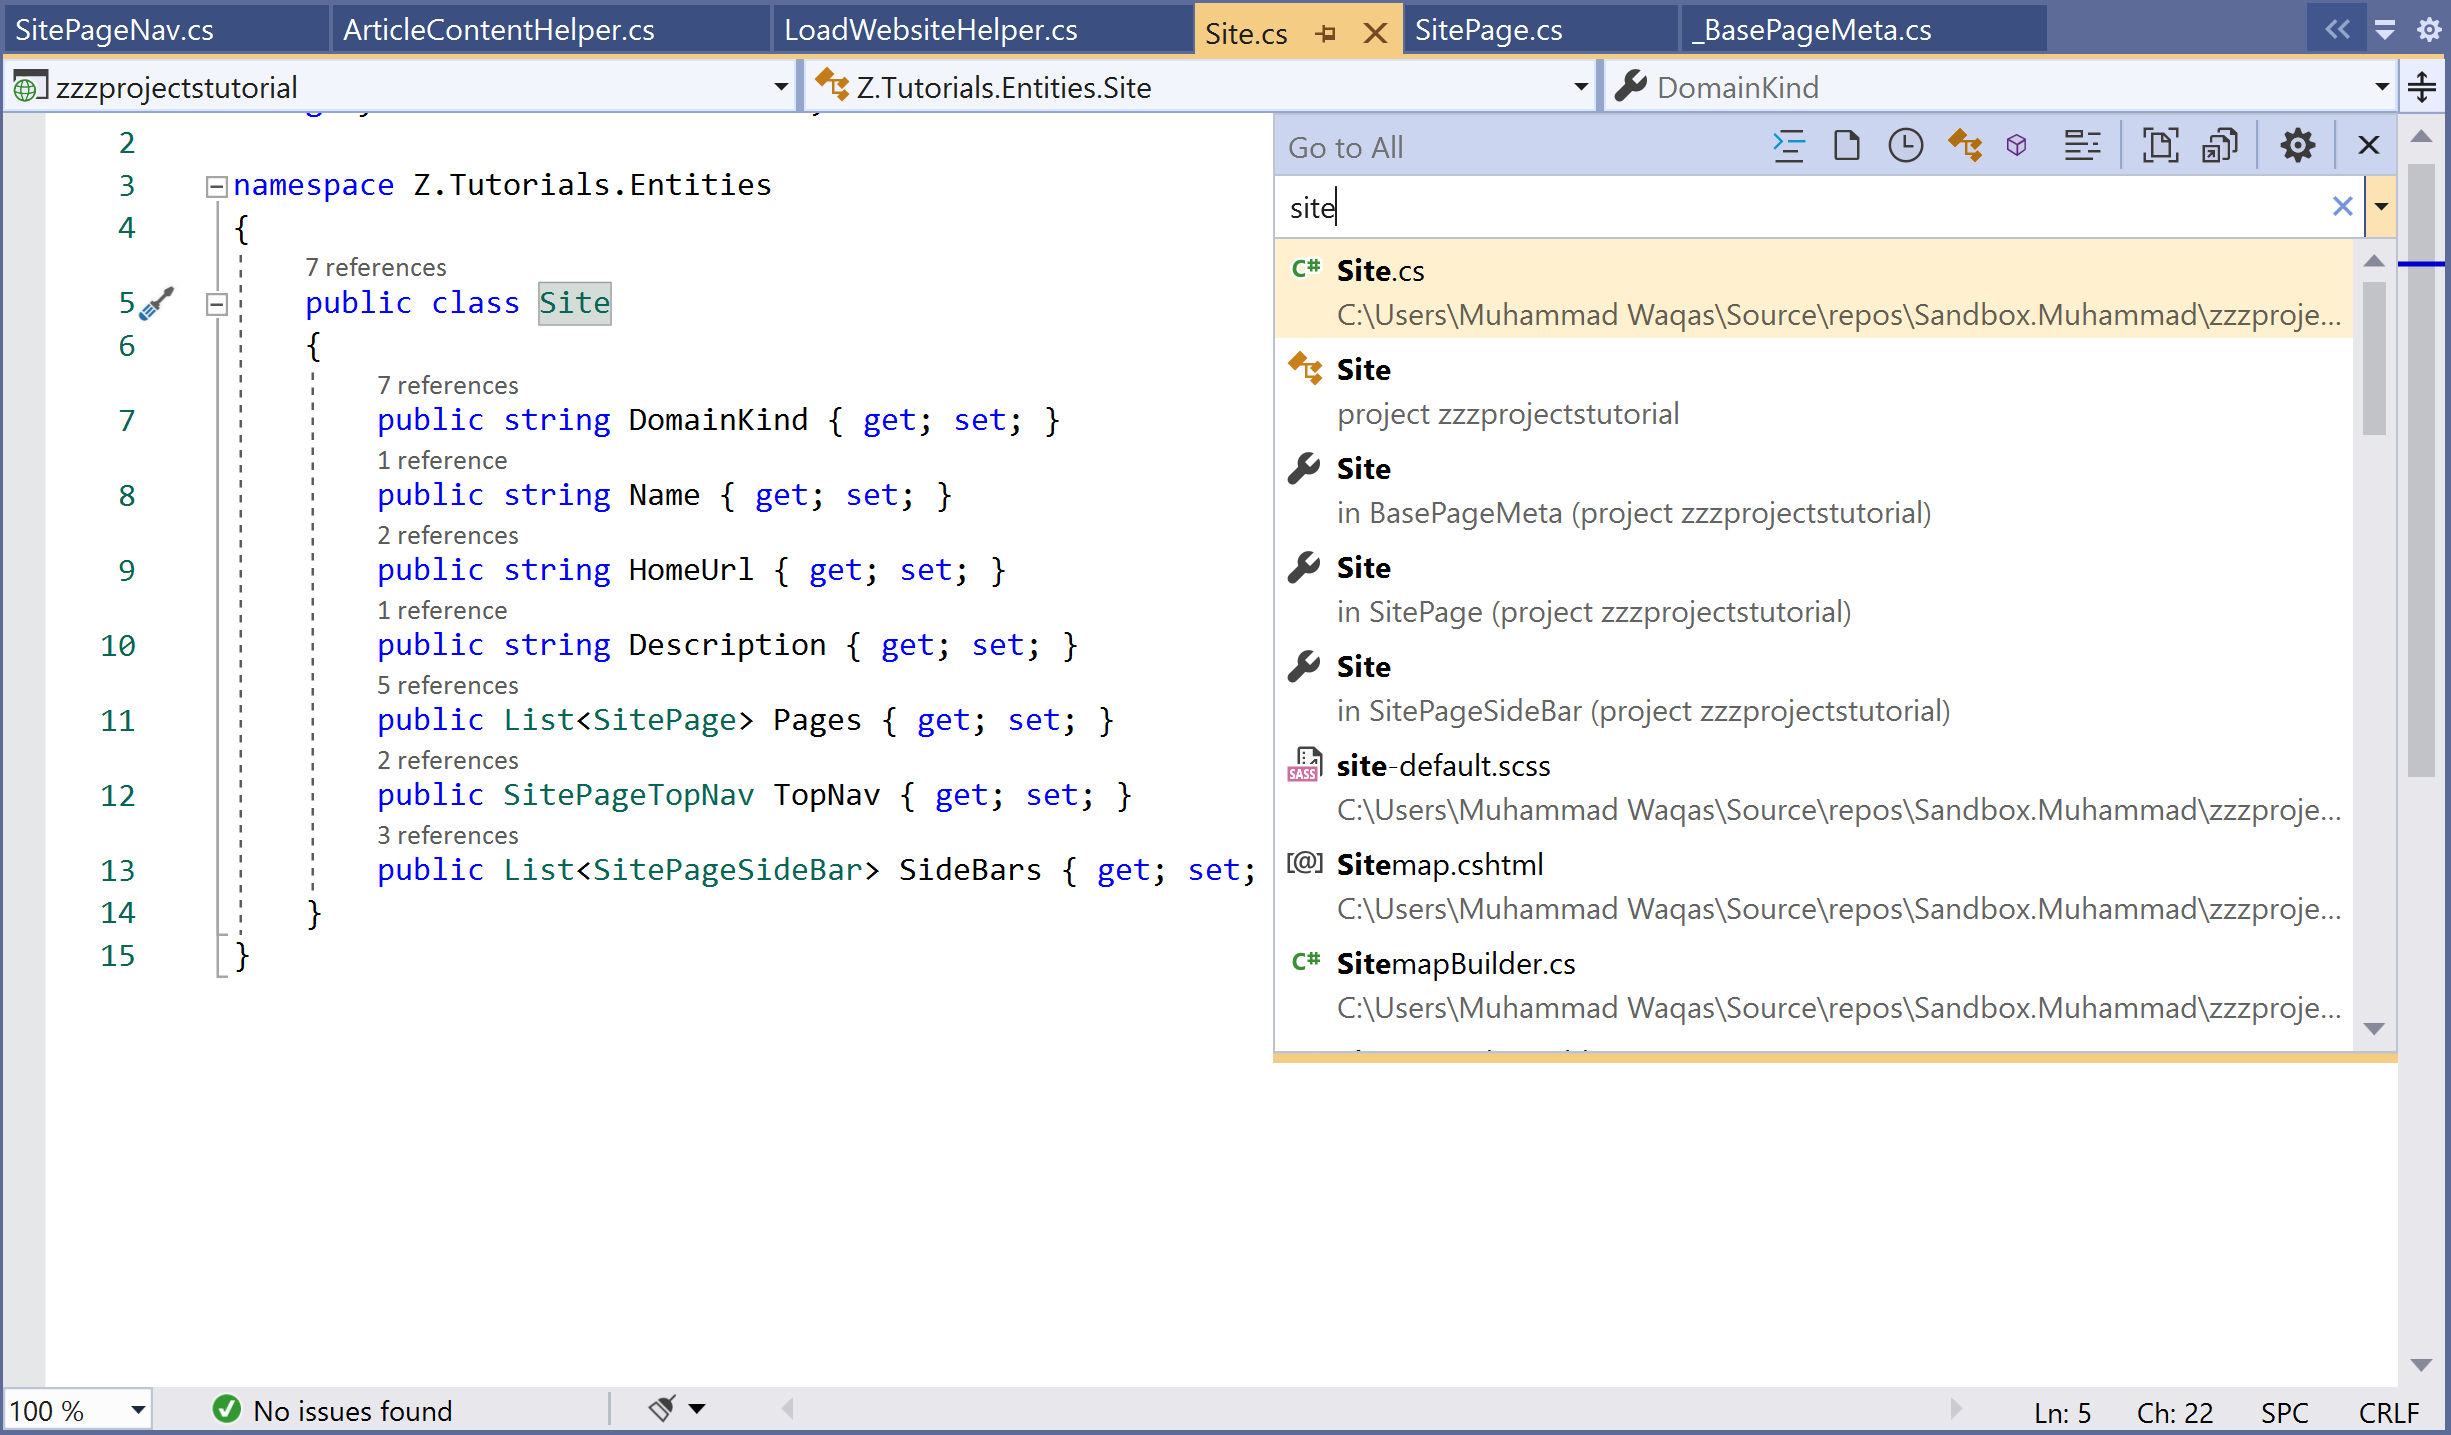 SitePageNav.cs ArticleContentHelper.cs LoadWebsiteHelper.cs Site.cs SitePage.cs _BasePageMeta.cs
zzzprojectstutorial Z.Tutorials.Entities.Site DomainKind
2
3 namespace Z.Tutorials.Entities
4 {
7 references
5 public class Site
6 {
7 references
7 public string DomainKind { get; set; }
1 reference
8 public string Name { get; set; }
2 references
9 public string HomeUrl { get; set; }
1 reference
10 public string Description { get; set; }
5 references
11 public List<SitePage> Pages { get; set; }
2 references
12 public SitePageTopNav TopNav { get; set; }
3 references
13 public List<SitePageSideBar> SideBars { get; set;
14 }
15 }
Go to All
site
C# Site.cs
C:\Users\Muhammad Waqas\Source\repos\Sandbox.Muhammad\zzzproje...
Site
project zzzprojectstutorial
Site
in BasePageMeta (project zzzprojectstutorial)
Site
in SitePage (project zzzprojectstutorial)
Site
in SitePageSideBar (project zzzprojectstutorial)
SASS site-default.scss
C:\Users\Muhammad Waqas\Source\repos\Sandbox.Muhammad\zzzproje...
[@] Sitemap.cshtml
C:\Users\Muhammad Waqas\Source\repos\Sandbox.Muhammad\zzzproje...
C# SitemapBuilder.cs
C:\Users\Muhammad Waqas\Source\repos\Sandbox.Muhammad\zzzproje...
100 % No issues found Ln: 5 Ch: 22 SPC CRLF